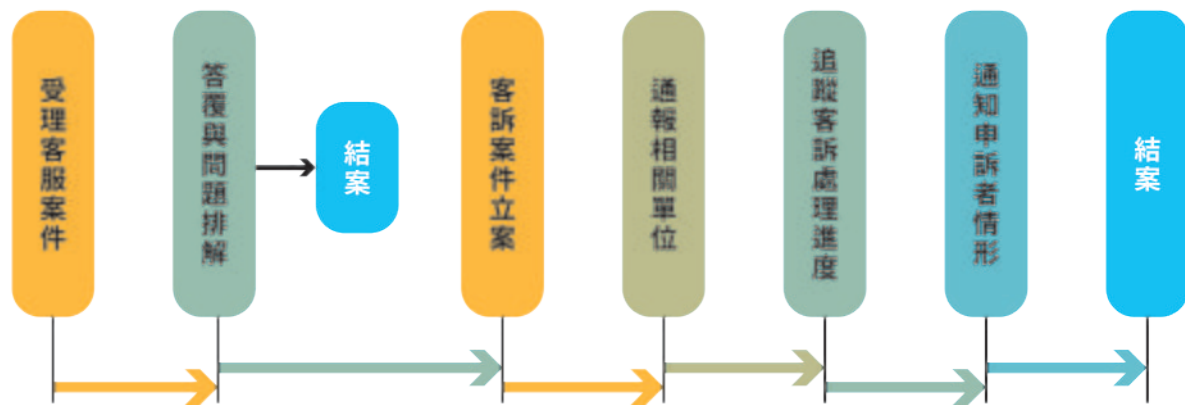 受理客服案件
答覆與問題排解
結案
客訴案件立案
通報相關單位
追蹤客訴處理進度
通知申訴者情形
結案